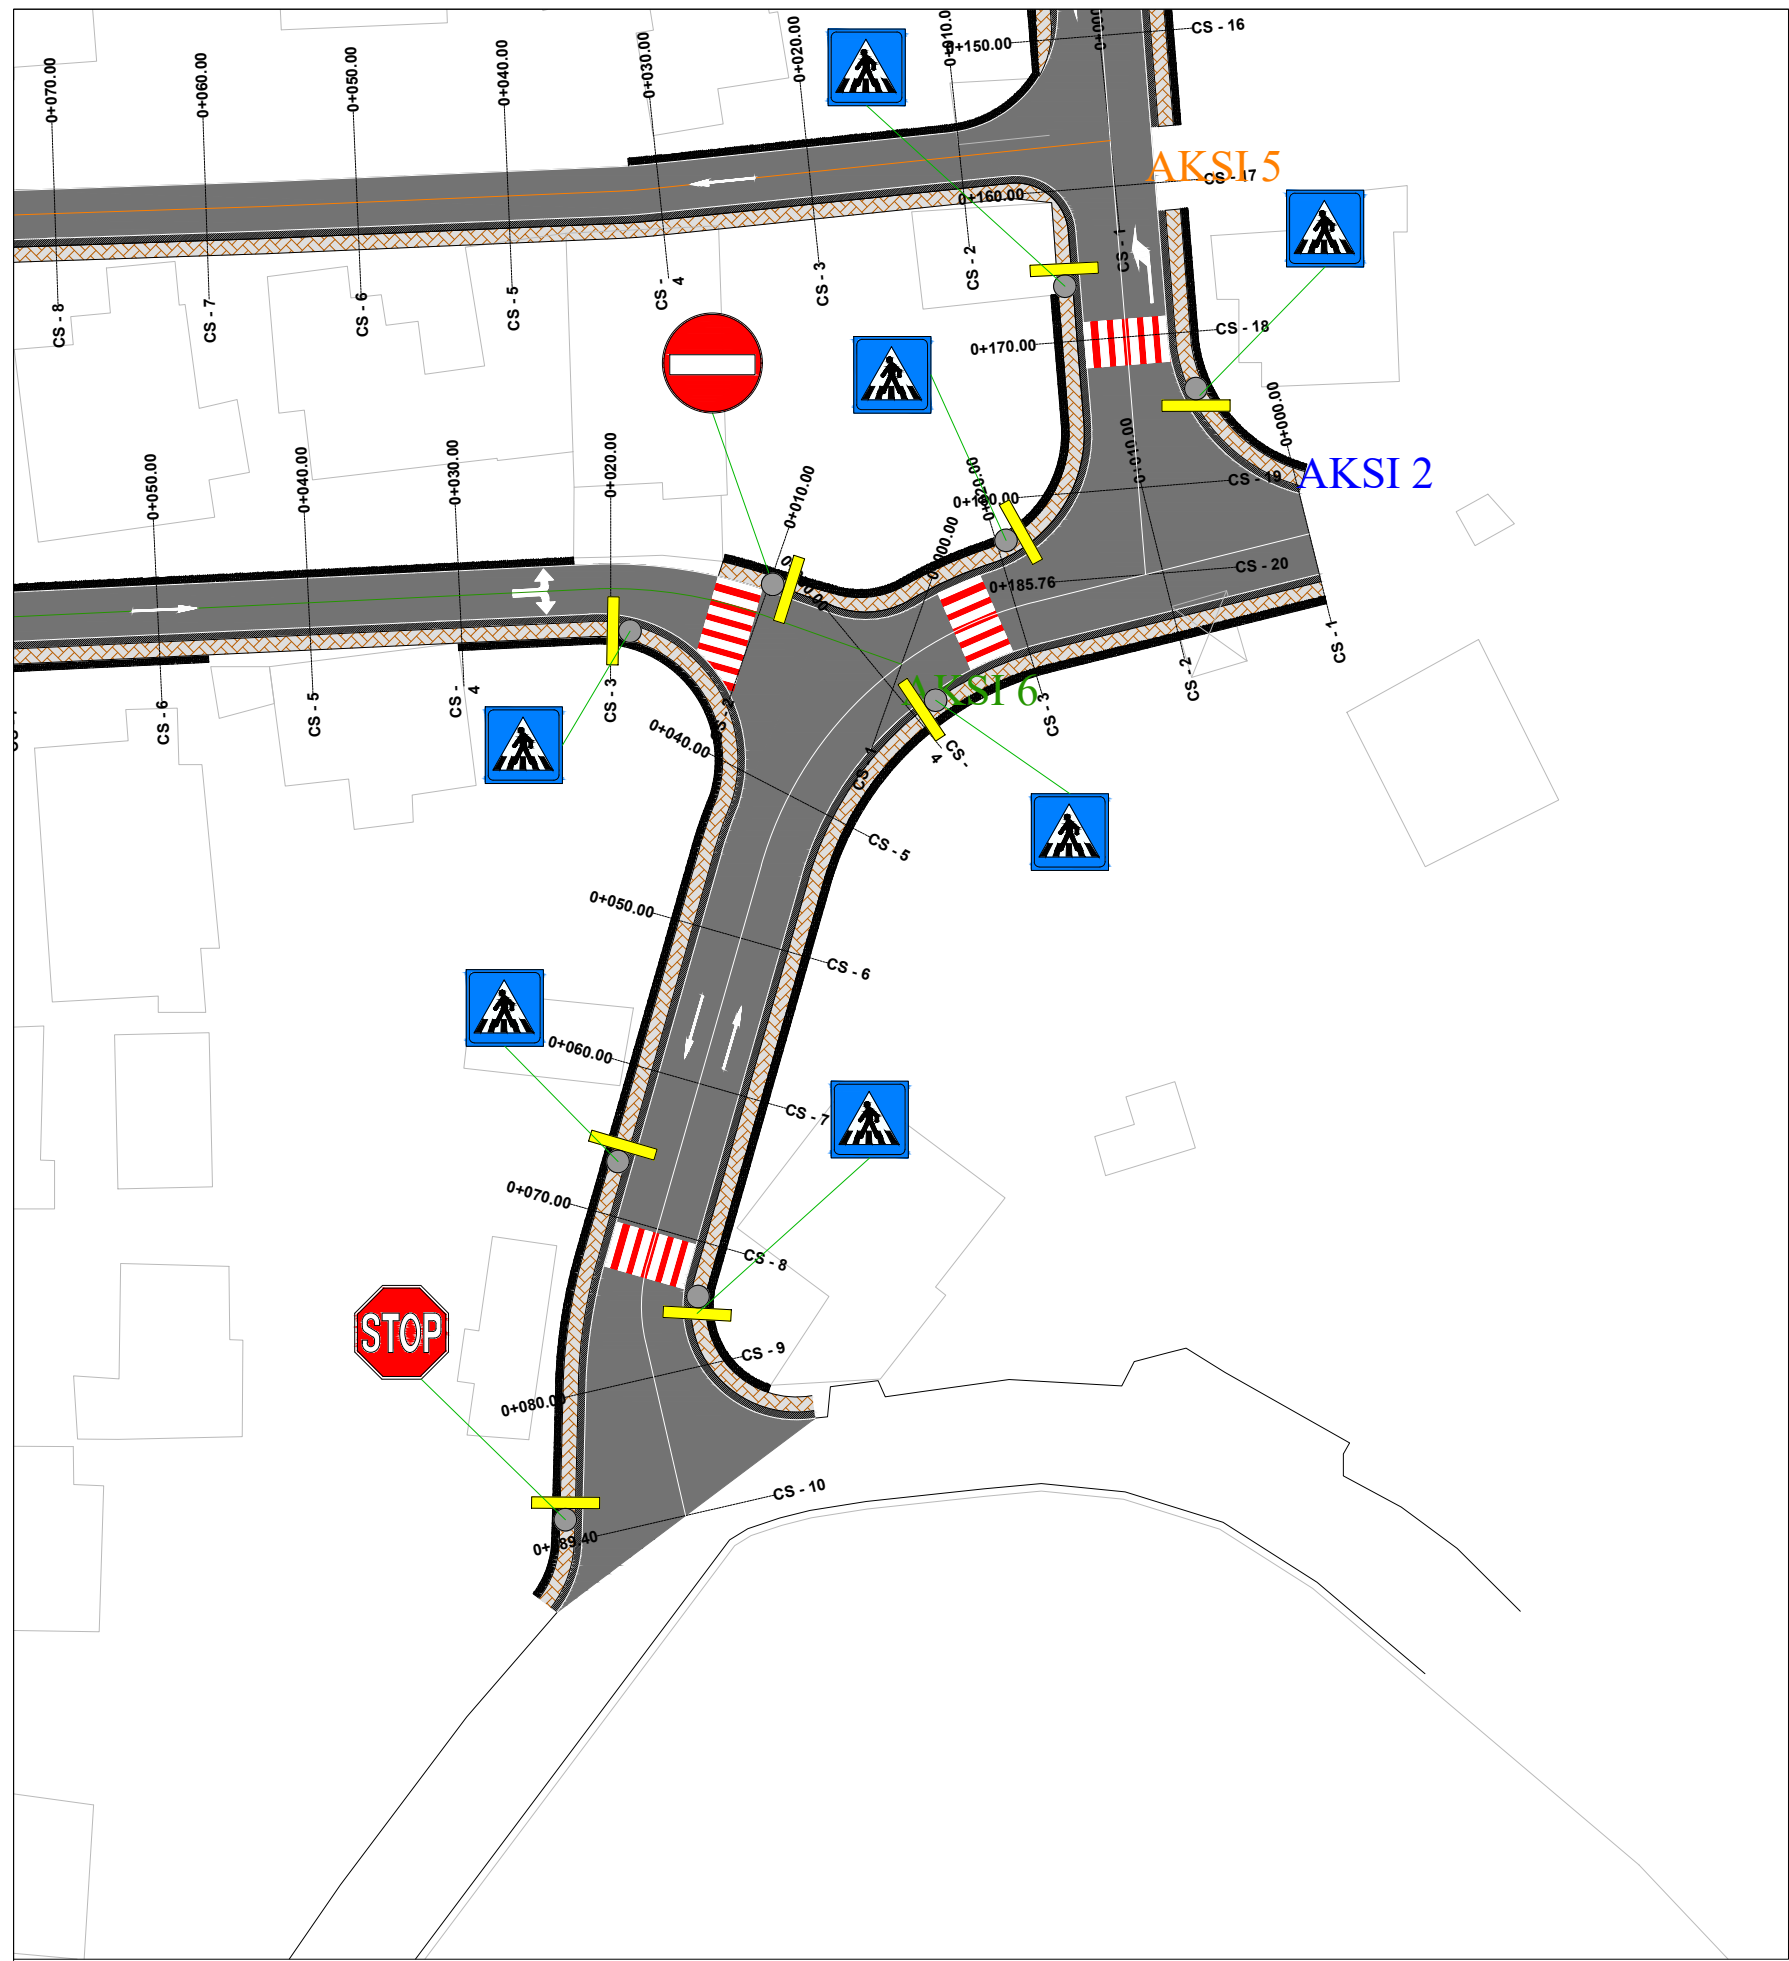 0+070.00
0+060.00
0+050.00
0+040.00
0+030.00
0+020.00
0+150.00
CS - 16
AKSI 5
CS - 17
0+160.00
CS - 1
CS - 8
CS - 7
CS - 6
CS - 5
CS - 4
CS - 3
CS - 2
0+170.00
CS - 18
0+000.00
0+050.00
0+040.00
0+030.00
0+020.00
0+010.00
CS - 19
AKSI 2
0+185.76
CS - 20
CS - 1
CS - 2
CS - 3
CS - 4
AKSI 6
CS - 1
CS - 6
CS - 5
CS - 4
CS - 3
0+040.00
CS - 5
0+050.00
CS - 6
0+060.00
CS - 7
0+070.00
CS - 8
STOP
CS - 9
0+080.00
CS - 10